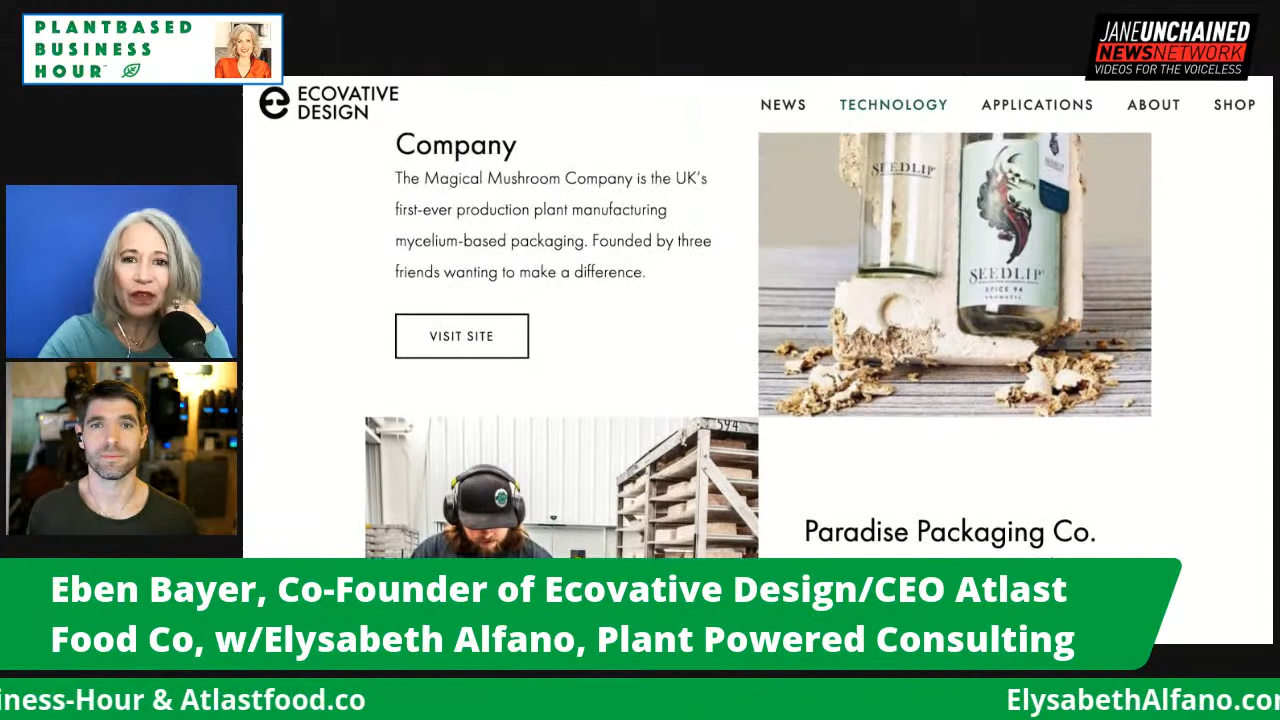 PLANTBASED
BUSINESS
HOUR
JANEUNCHAINED
NEWSNETWORK
VIDEOS FOR THE VOICELESS
ECOVATIVE
DESIGN
NEWS TECHNOLOGY APPLICATIONS ABOUT SHOP
Company
The Magical Mushroom Company is the UK's
first-ever production plant manufacturing
mycelium-based packaging. Founded by three
friends wanting to make a difference.
VISIT SITE
SEEDLIP
SEEDLIP
SPICE 94
AROMATIC
594
Paradise Packaging Co.
Eben Bayer, Co-Founder of Ecovative Design/CEO Atlast
Food Co, w/Elysabeth Alfano, Plant Powered Consulting
iness-Hour & Atlastfood.co
ElysabethAlfano.cor